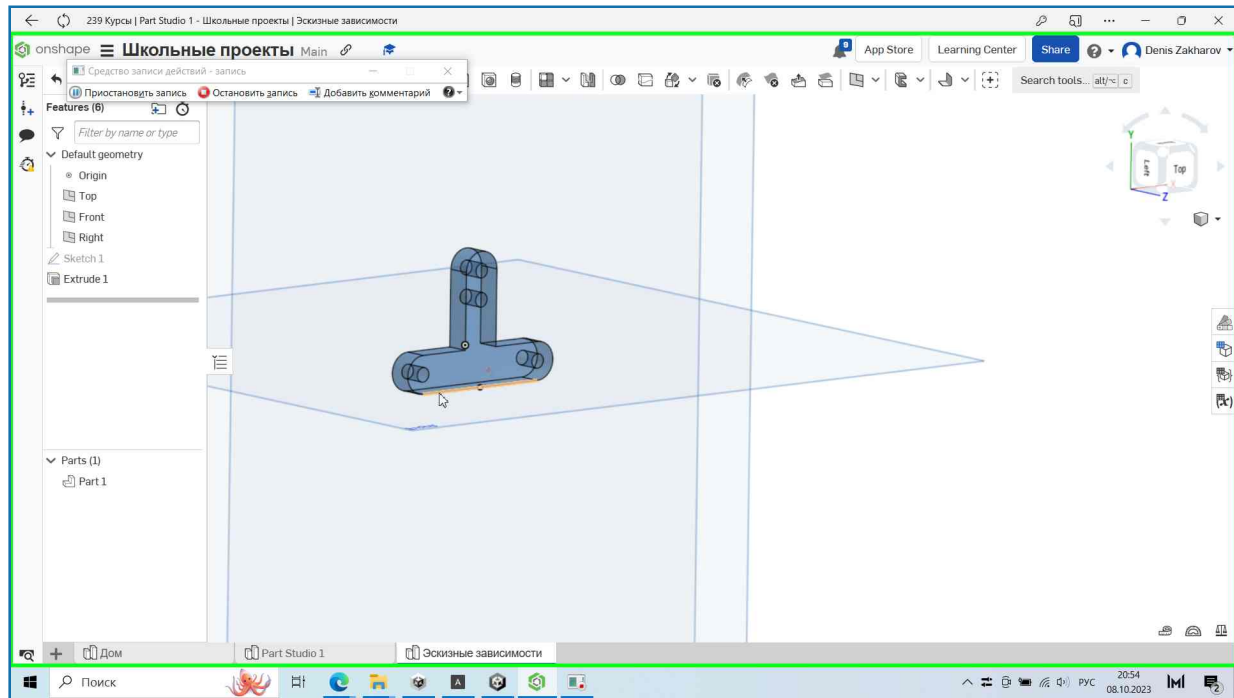 239 Курсы | Part Studio 1 - Школьные проекты | Эскизные зависимости
onshape Школьные проекты Main
9 App Store Learning Center Share Denis Zakharov
Средство записи действий - запись
Приостановить запись Остановить запись Добавить комментарий
Search tools... alt/⌥ c
Features (6)
Filter by name or type
Default geometry
Origin
Top
Front
Right
Sketch 1
Extrude 1
Y
Left Top
X
Z
(x)
Parts (1)
Part 1
Дом Part Studio 1 Эскизные зависимости
Поиск
РУС 20:54
08.10.2023
2